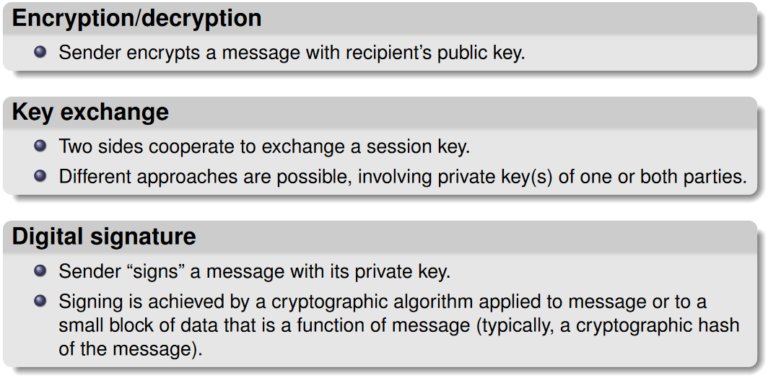 Encryption/decryption
Sender encrypts a message with recipient's public key.
Key exchange
Two sides cooperate to exchange a session key.
Different approaches are possible, involving private key(s) of one or both parties.
Digital signature
Sender “signs” a message with its private key.
Signing is achieved by a cryptographic algorithm applied to message or to a
small block of data that is a function of message (typically, a cryptographic hash
of the message).